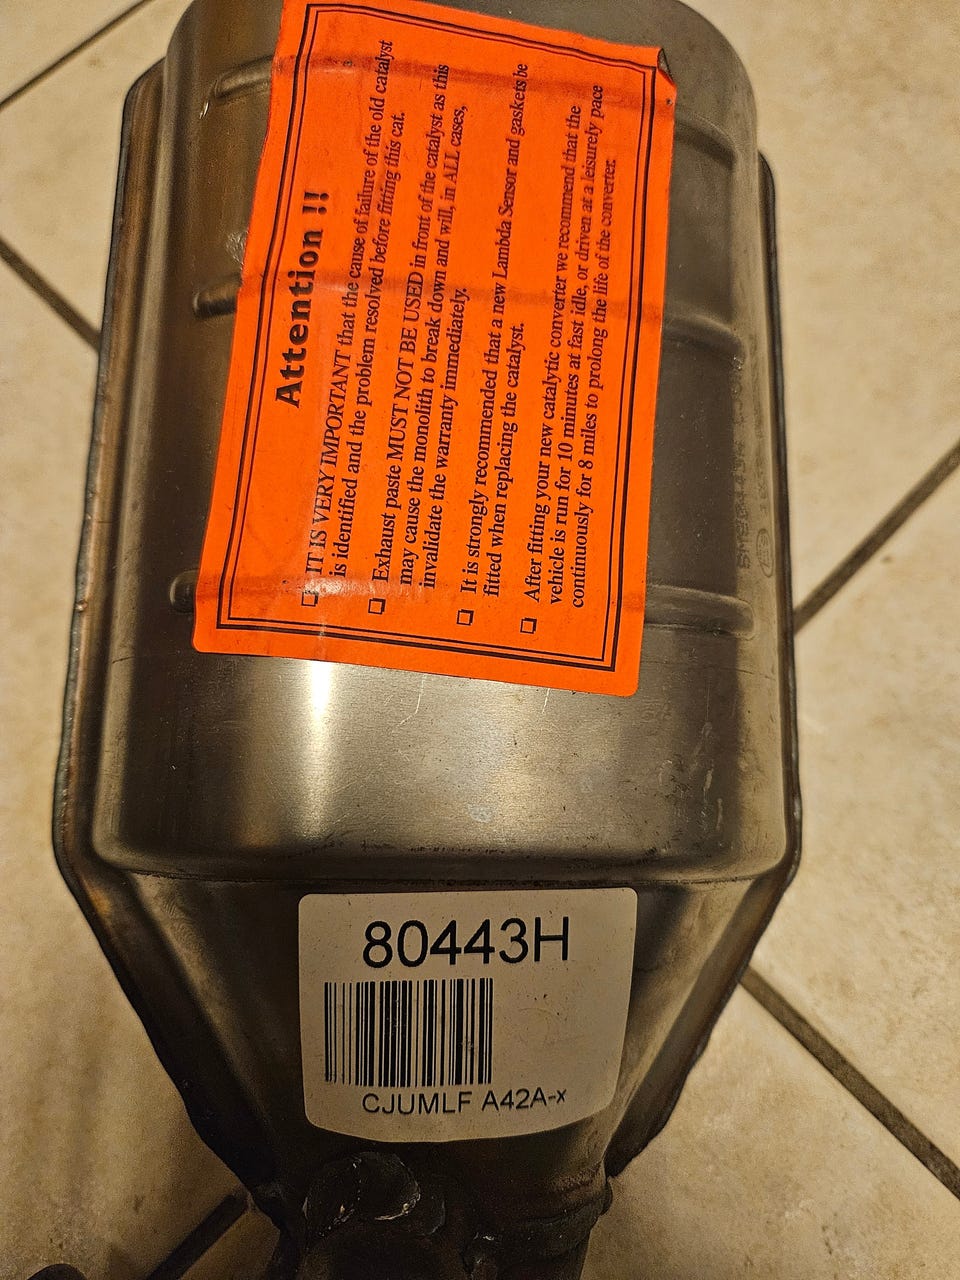 Attention !!
❑ IT IS VERY IMPORTANT that the cause of failure of the old catalyst
is identified and the problem resolved before fitting this cat.
❑ Exhaust paste MUST NOT BE USED in front of the catalyst as this
may cause the monolith to break down and will, in ALL cases,
invalidate the warranty immediately.
❑ It is strongly recommended that a new Lambda Sensor and gaskets be
fitted when replacing the catalyst.
❑ After fitting your new catalytic converter we recommend that the
vehicle is run for 10 minutes at fast idle, or driven at a leisurely pace
continuously for 8 miles to prolong the life of the converter.
80443H
CJUMLF A42A-x